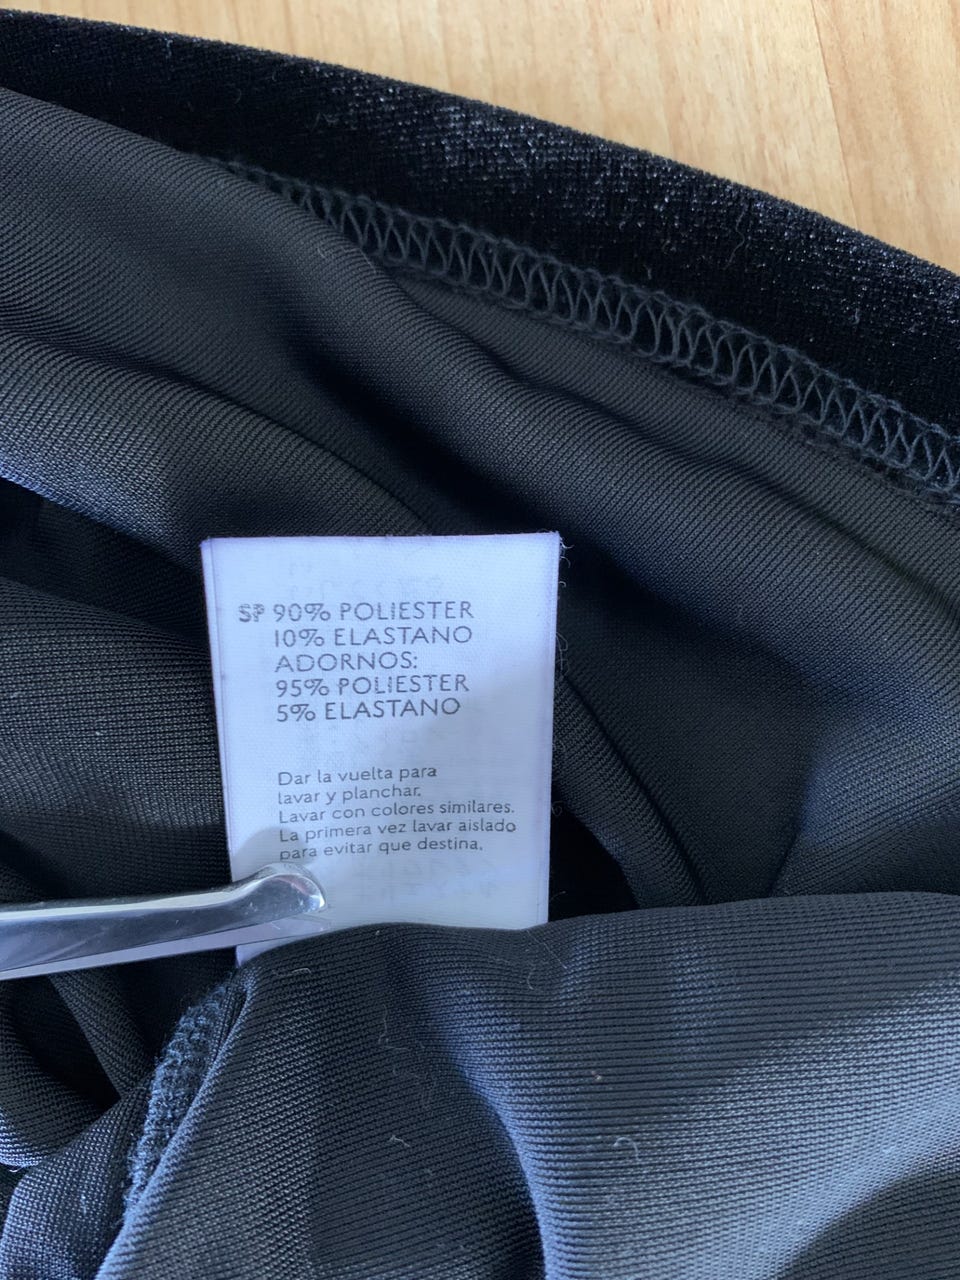 SP 90% POLIESTER
10% ELASTANO
ADORNOS:
95% POLIESTER
5% ELASTANO
Dar la vuelta para
lavar y planchar.
Lavar con colores similares.
La primera vez lavar aislado
para evitar que destina.